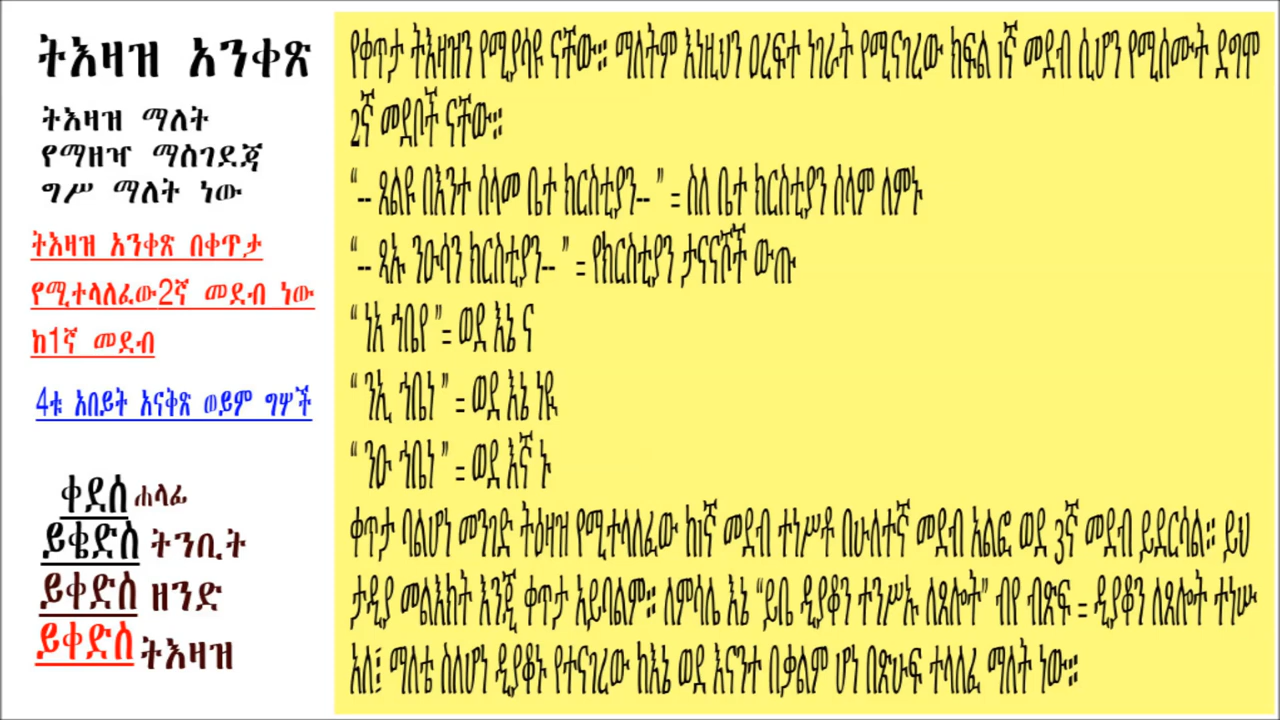 ትእዛዝ አንቀጽ
ትእዛዝ ማለት
የማዘዣ ማስገደጃ
ግሥ ማለት ነው
ትእዛዝ አንቀጽ በቀጥታ
የሚተላለፈው2ኛ መደብ ነው
ከ1ኛ መደብ
4ቱ አበይት አናቅጽ ወይም ግሦች
ቀደሰ ሐላፊ
ይቄድስ ትንቢት
ይቀድስ ዘንድ
ይቀድስ ትእዛዝ
የቀጥታ ትእዛዝን የሚያሳዩ ናቸው። ማለትም እነዚህን ዐረፍተ ነገራት የሚናገረው ክፍል ፩ኛ መደብ ሲሆን የሚሰሙት ደግሞ
2ኛ መደቦች ናቸው።
“-- ጸልዩ በእንተ ሰላመ ቤተ ክርስቲያን-- ” = ስለ ቤተ ክርስቲያን ሰላም ለምኑ
“-- ጻኡ ንዑሳን ክርስቲያን-- ” = የክርስቲያን ታናናሾች ውጡ
“ ነአ ኀቤየ ”= ወደ እኔ ና
“ ንኢ ኀቤነ ” = ወደ እኔ ነዪ
“ ንዑ ኀቤነ ” = ወደ እኛ ኑ
ቀጥታ ባልሆነ መንገድ ትዕዛዝ የሚተላለፈው ከ፩ኛ መደብ ተነሥቶ በሁለተኛ መደብ አልፎ ወደ 3ኛ መደብ ይደርሳል። ይህ
ታዲያ መልእክት እንጂ ቀጥታ አይባልም። ለምሳሌ እኔ “ይቤ ዲያቆን ተንሥኡ ለጸሎት” ብየ ብጽፍ = ዲያቆን ለጸሎት ተነሡ
አለ፤ ማለቴ ስለሆነ ዲያቆኑ የተናገረው ከእኔ ወደ እናንተ በቃልም ሆነ በጽሁፍ ተላለፈ ማለት ነው።